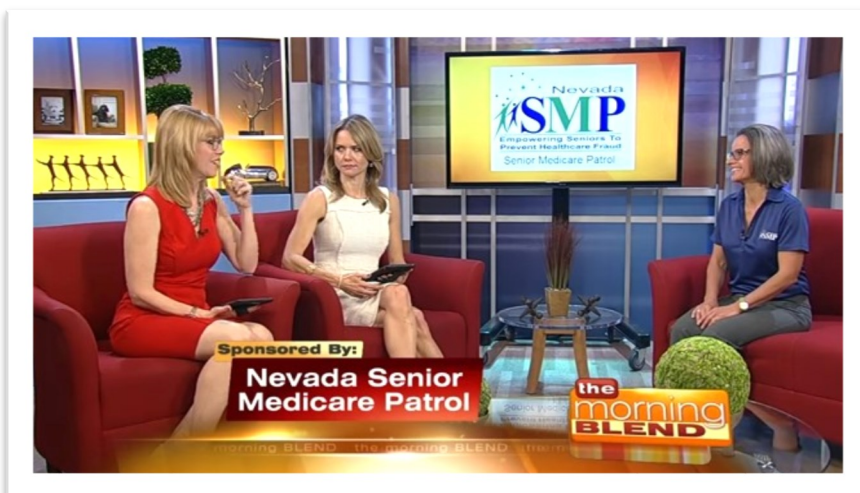 Nevada
SMP
Empowering Seniors To
Prevent Healthcare Fraud
Senior Medicare Patrol
SMP
Sponsored By:
Nevada Senior
Medicare Patrol
the
morning
BLEND
morning BLEND the morning BLEND